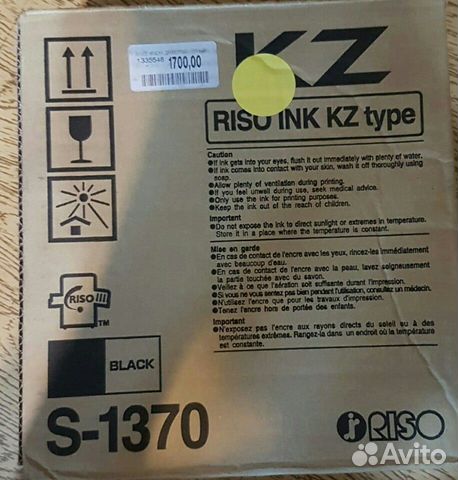 KZ
1335548 1700,00
RISO INK KZ type
Caution
●If ink gets into your eyes, flush it out immediately with plenty of water.
●If ink comes into contact with your skin, wash it off thoroughly using
soap.
●Allow plenty of ventilation during printing.
●If you feel unwell during use, seek medical advice.
●Only use the ink for printing purposes.
●Keep the ink out of the reach of children.
Important
●Do not expose the ink to direct sunlight or extremes in temperature.
Store it in a place where the temperature is constant.
Mise en garde
●En cas de contact de l'encre avec les yeux, rincez-les immédiatement
avec beaucoup d'eau.
●En cas de contact de l'encre avec la peau, lavez soigneusement
la partie touchée avec du savon.
●Veillez à ce que l'aération soit suffisante durant l'impression.
●Si vous ne vous sentez pas bien pendant l'utilisation, consultez un médecin.
●N'utilisez l'encre que pour les travaux d'impression.
●Tenez l'encre hors de portée des enfants.
Important
●N'exposez pas l'encre aux rayons directs du soleil ou à des
températures extrêmes. Rangez-la dans un endroit où la température
est constante.
RISO
TM
BLACK
S-1370
RISO
Avito